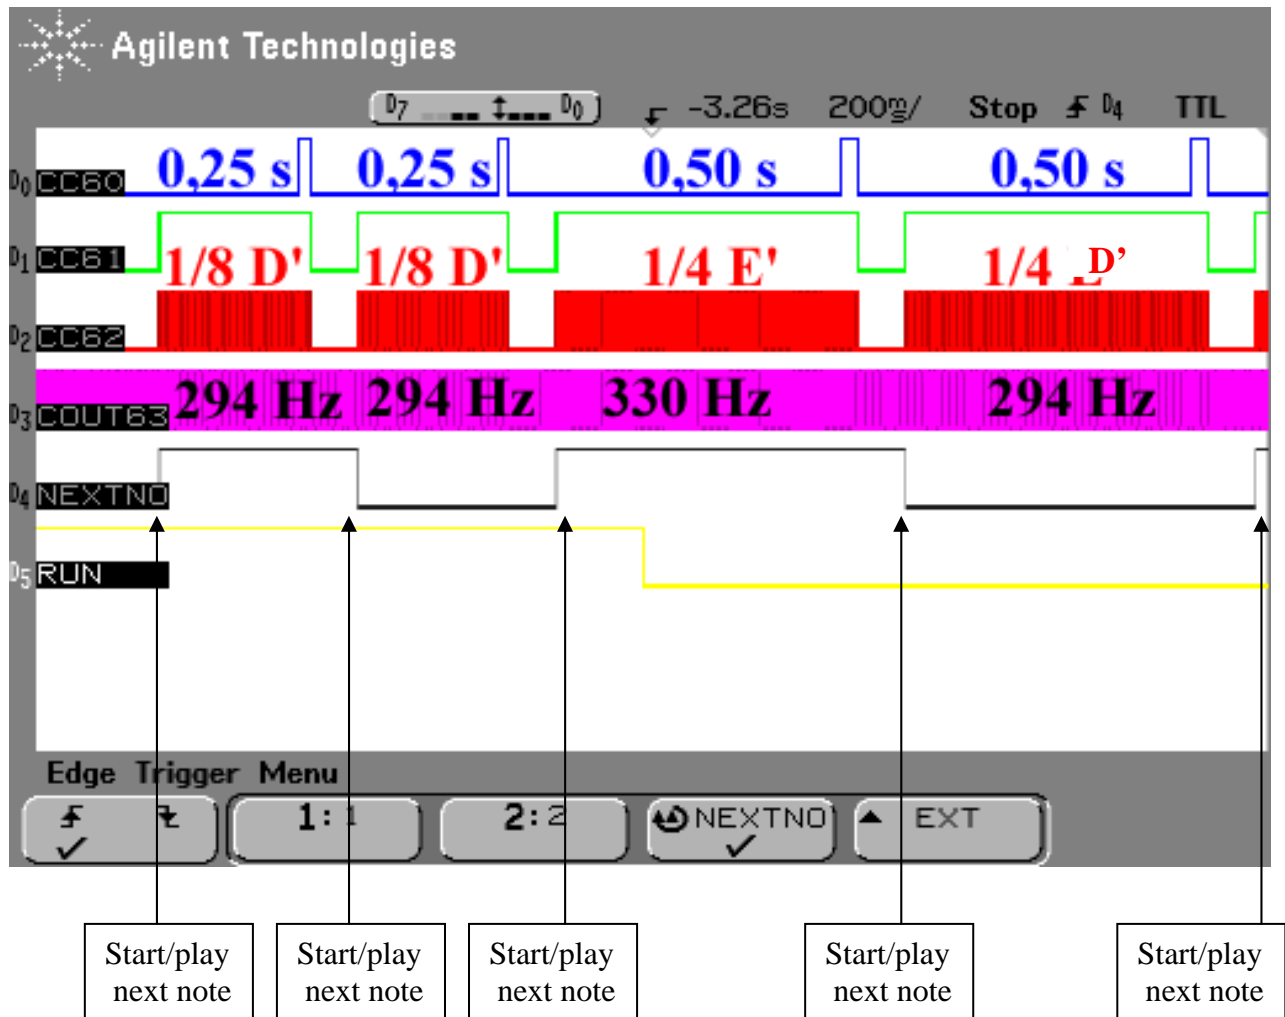 Agilent Technologies
D7 D0 -3.26s 200㎳/ Stop D4 TTL
D0 CC60 0,25 s 0,25 s 0,50 s 0,50 s
D1 CC61 1/8 D' 1/8 D' 1/4 E' 1/4 D’
D2 CC62
D3 COUT63 294 Hz 294 Hz 330 Hz 294 Hz
D4 NEXTNO
D5 RUN
Edge Trigger Menu
1: 1 2: 2 NEXTNO EXT
Start/play Start/play Start/play Start/play Start/play
next note next note next note next note next note